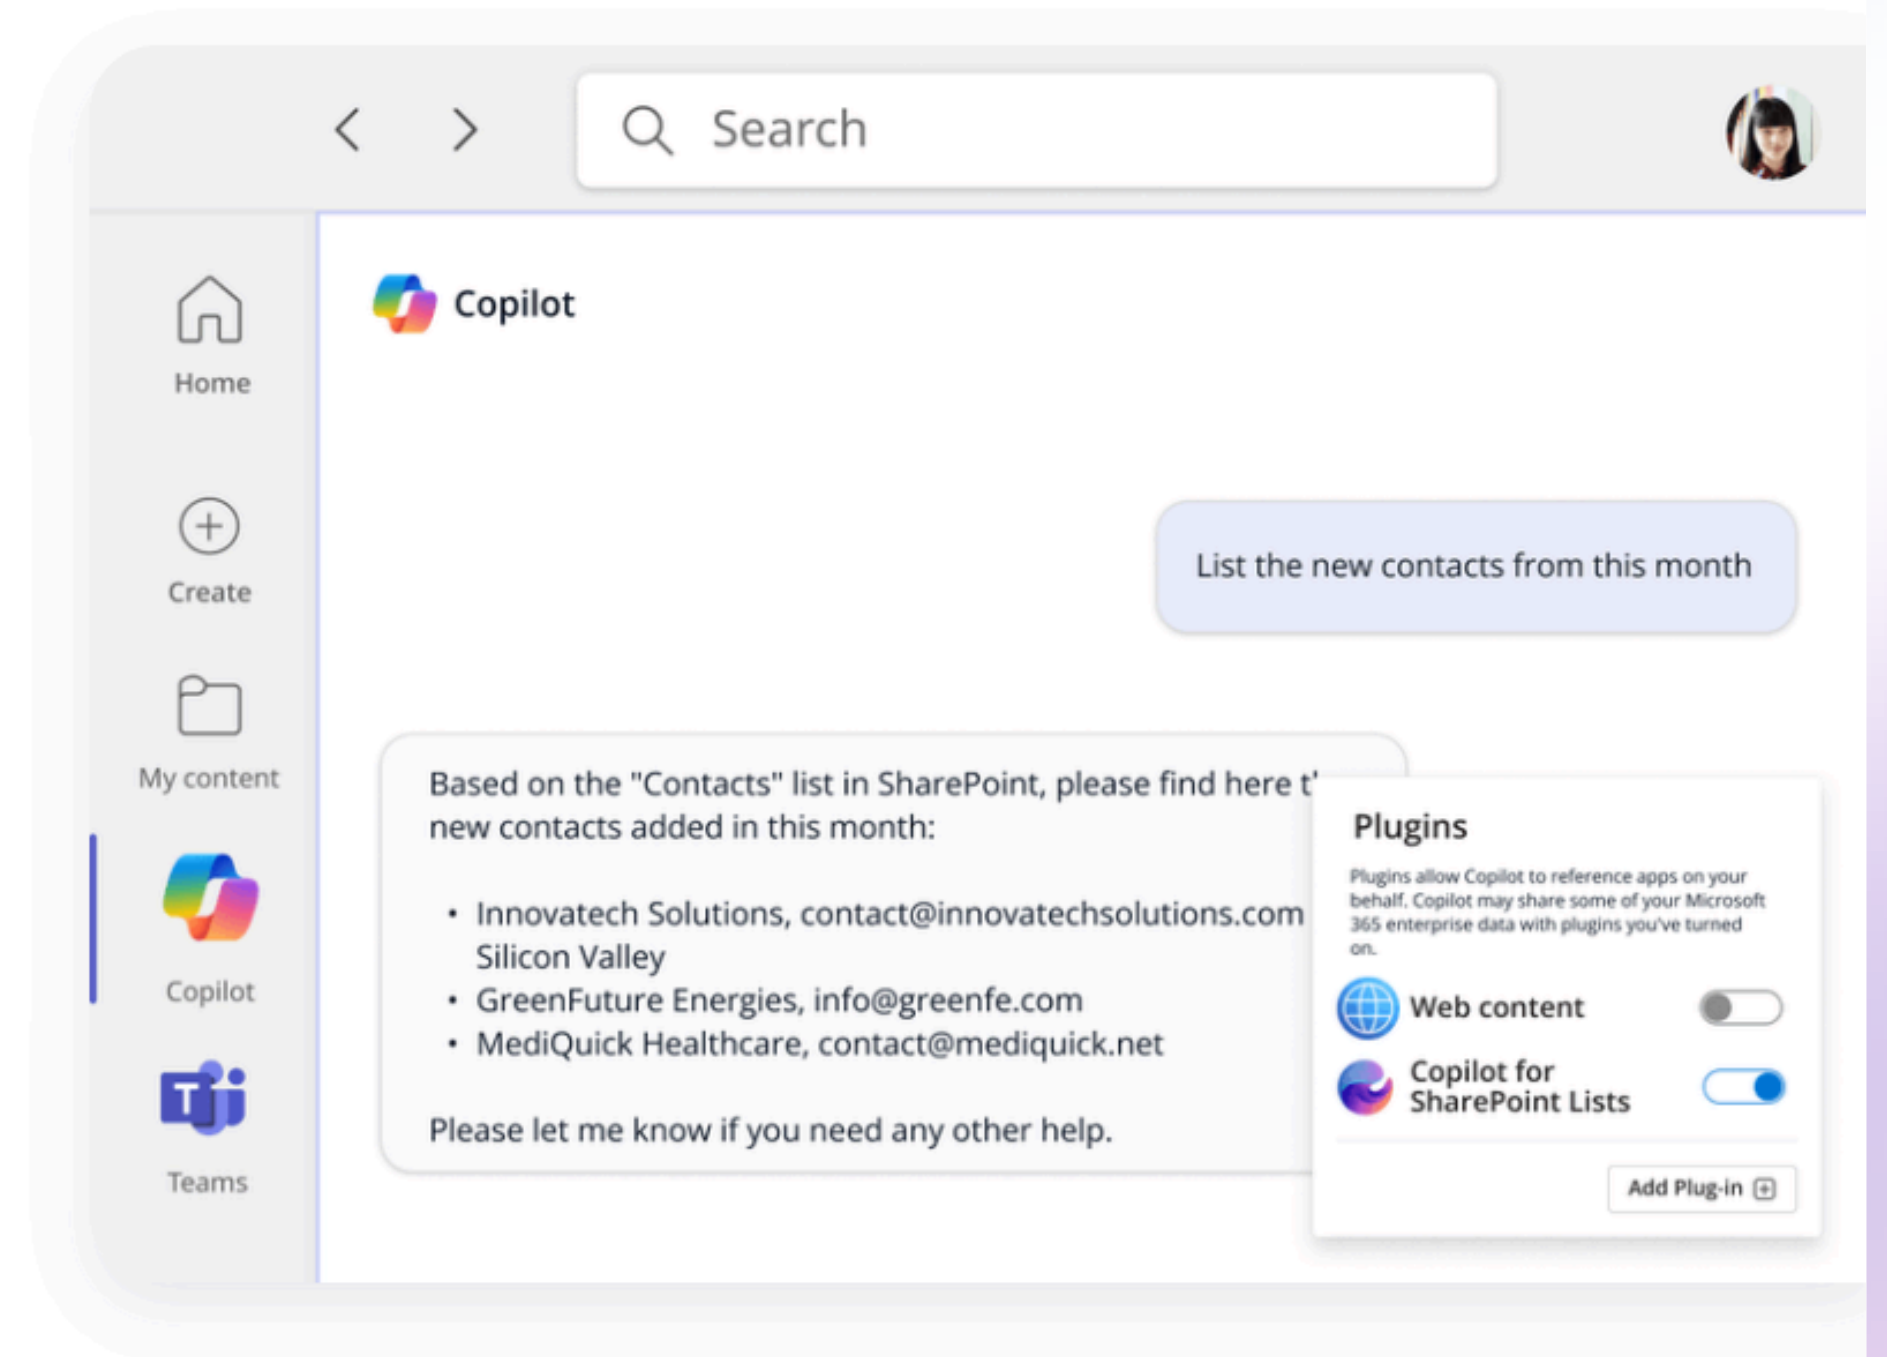 Search
Home
Create
My content
Copilot
Teams
Copilot
List the new contacts from this month
Based on the "Contacts" list in SharePoint, please find here
new contacts added in this month:
• Innovatech Solutions, contact@innovatechsolutions.com
Silicon Valley
• GreenFuture Energies, info@greenfe.com
• MediQuick Healthcare, contact@mediquick.net
Please let me know if you need any other help.
Plugins
Plugins allow Copilot to reference apps on your
behalf. Copilot may share some of your Microsoft
365 enterprise data with plugins you've turned
on.
Web content
Copilot for
SharePoint Lists
Add Plug-in